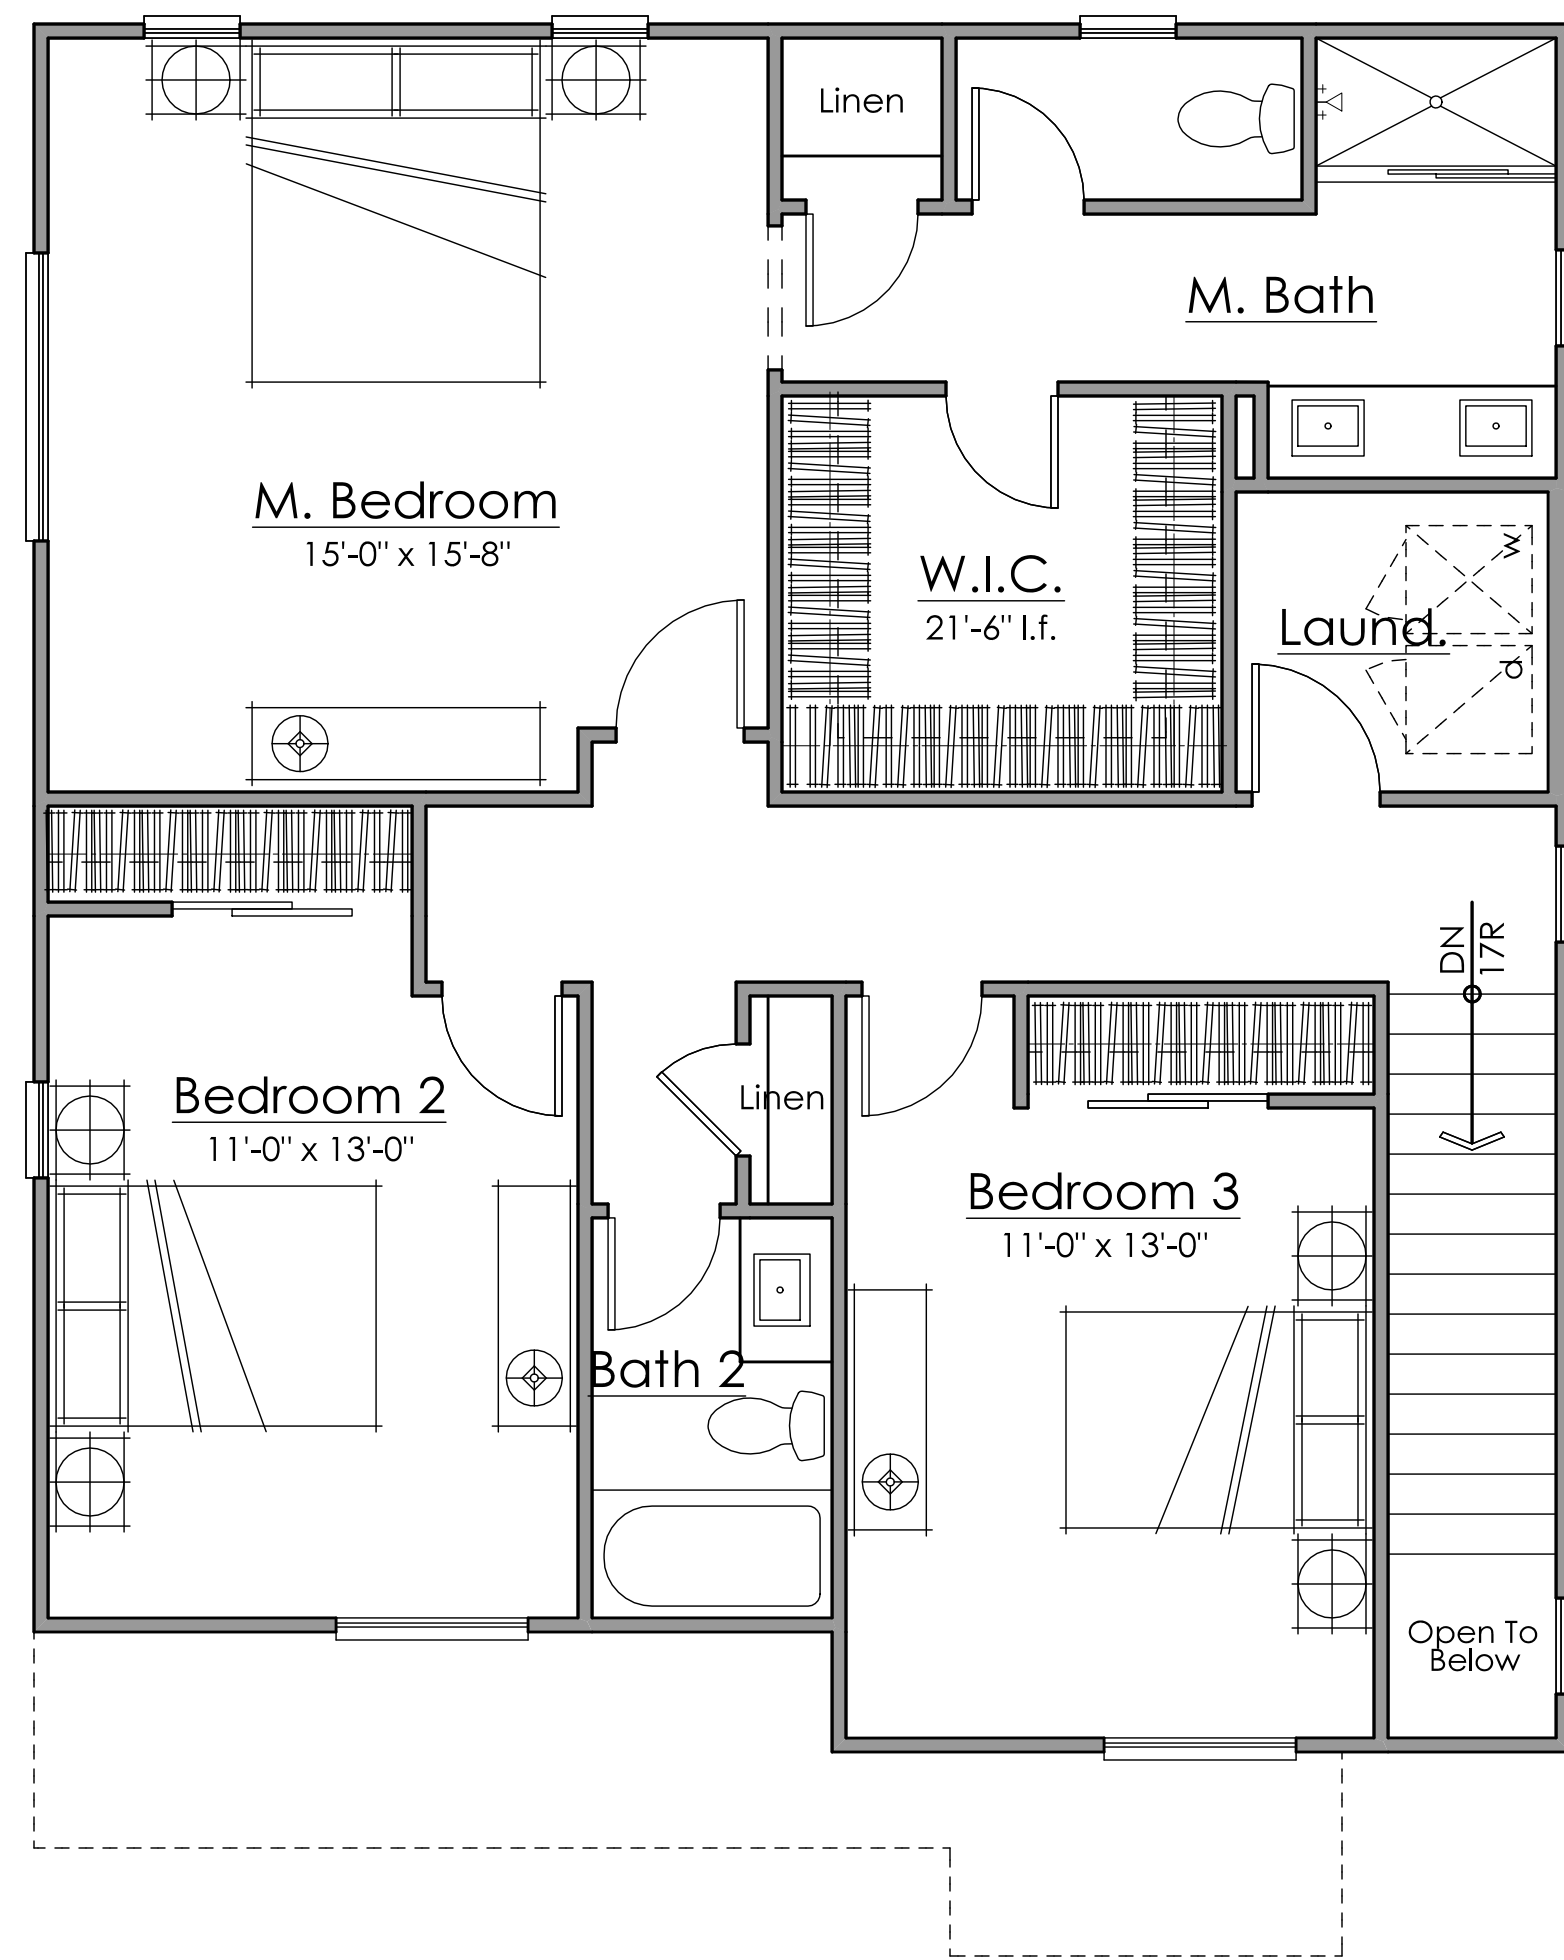 Linen
M. Bath
M. Bedroom
15'-0" x 15'-8"
W.I.C.
21'-6" l.f.
w
Laund.
d
DN
17R
Bedroom 2
11'-0" x 13'-0"
Linen
Bedroom 3
11'-0" x 13'-0"
Bath 2
Open To
Below